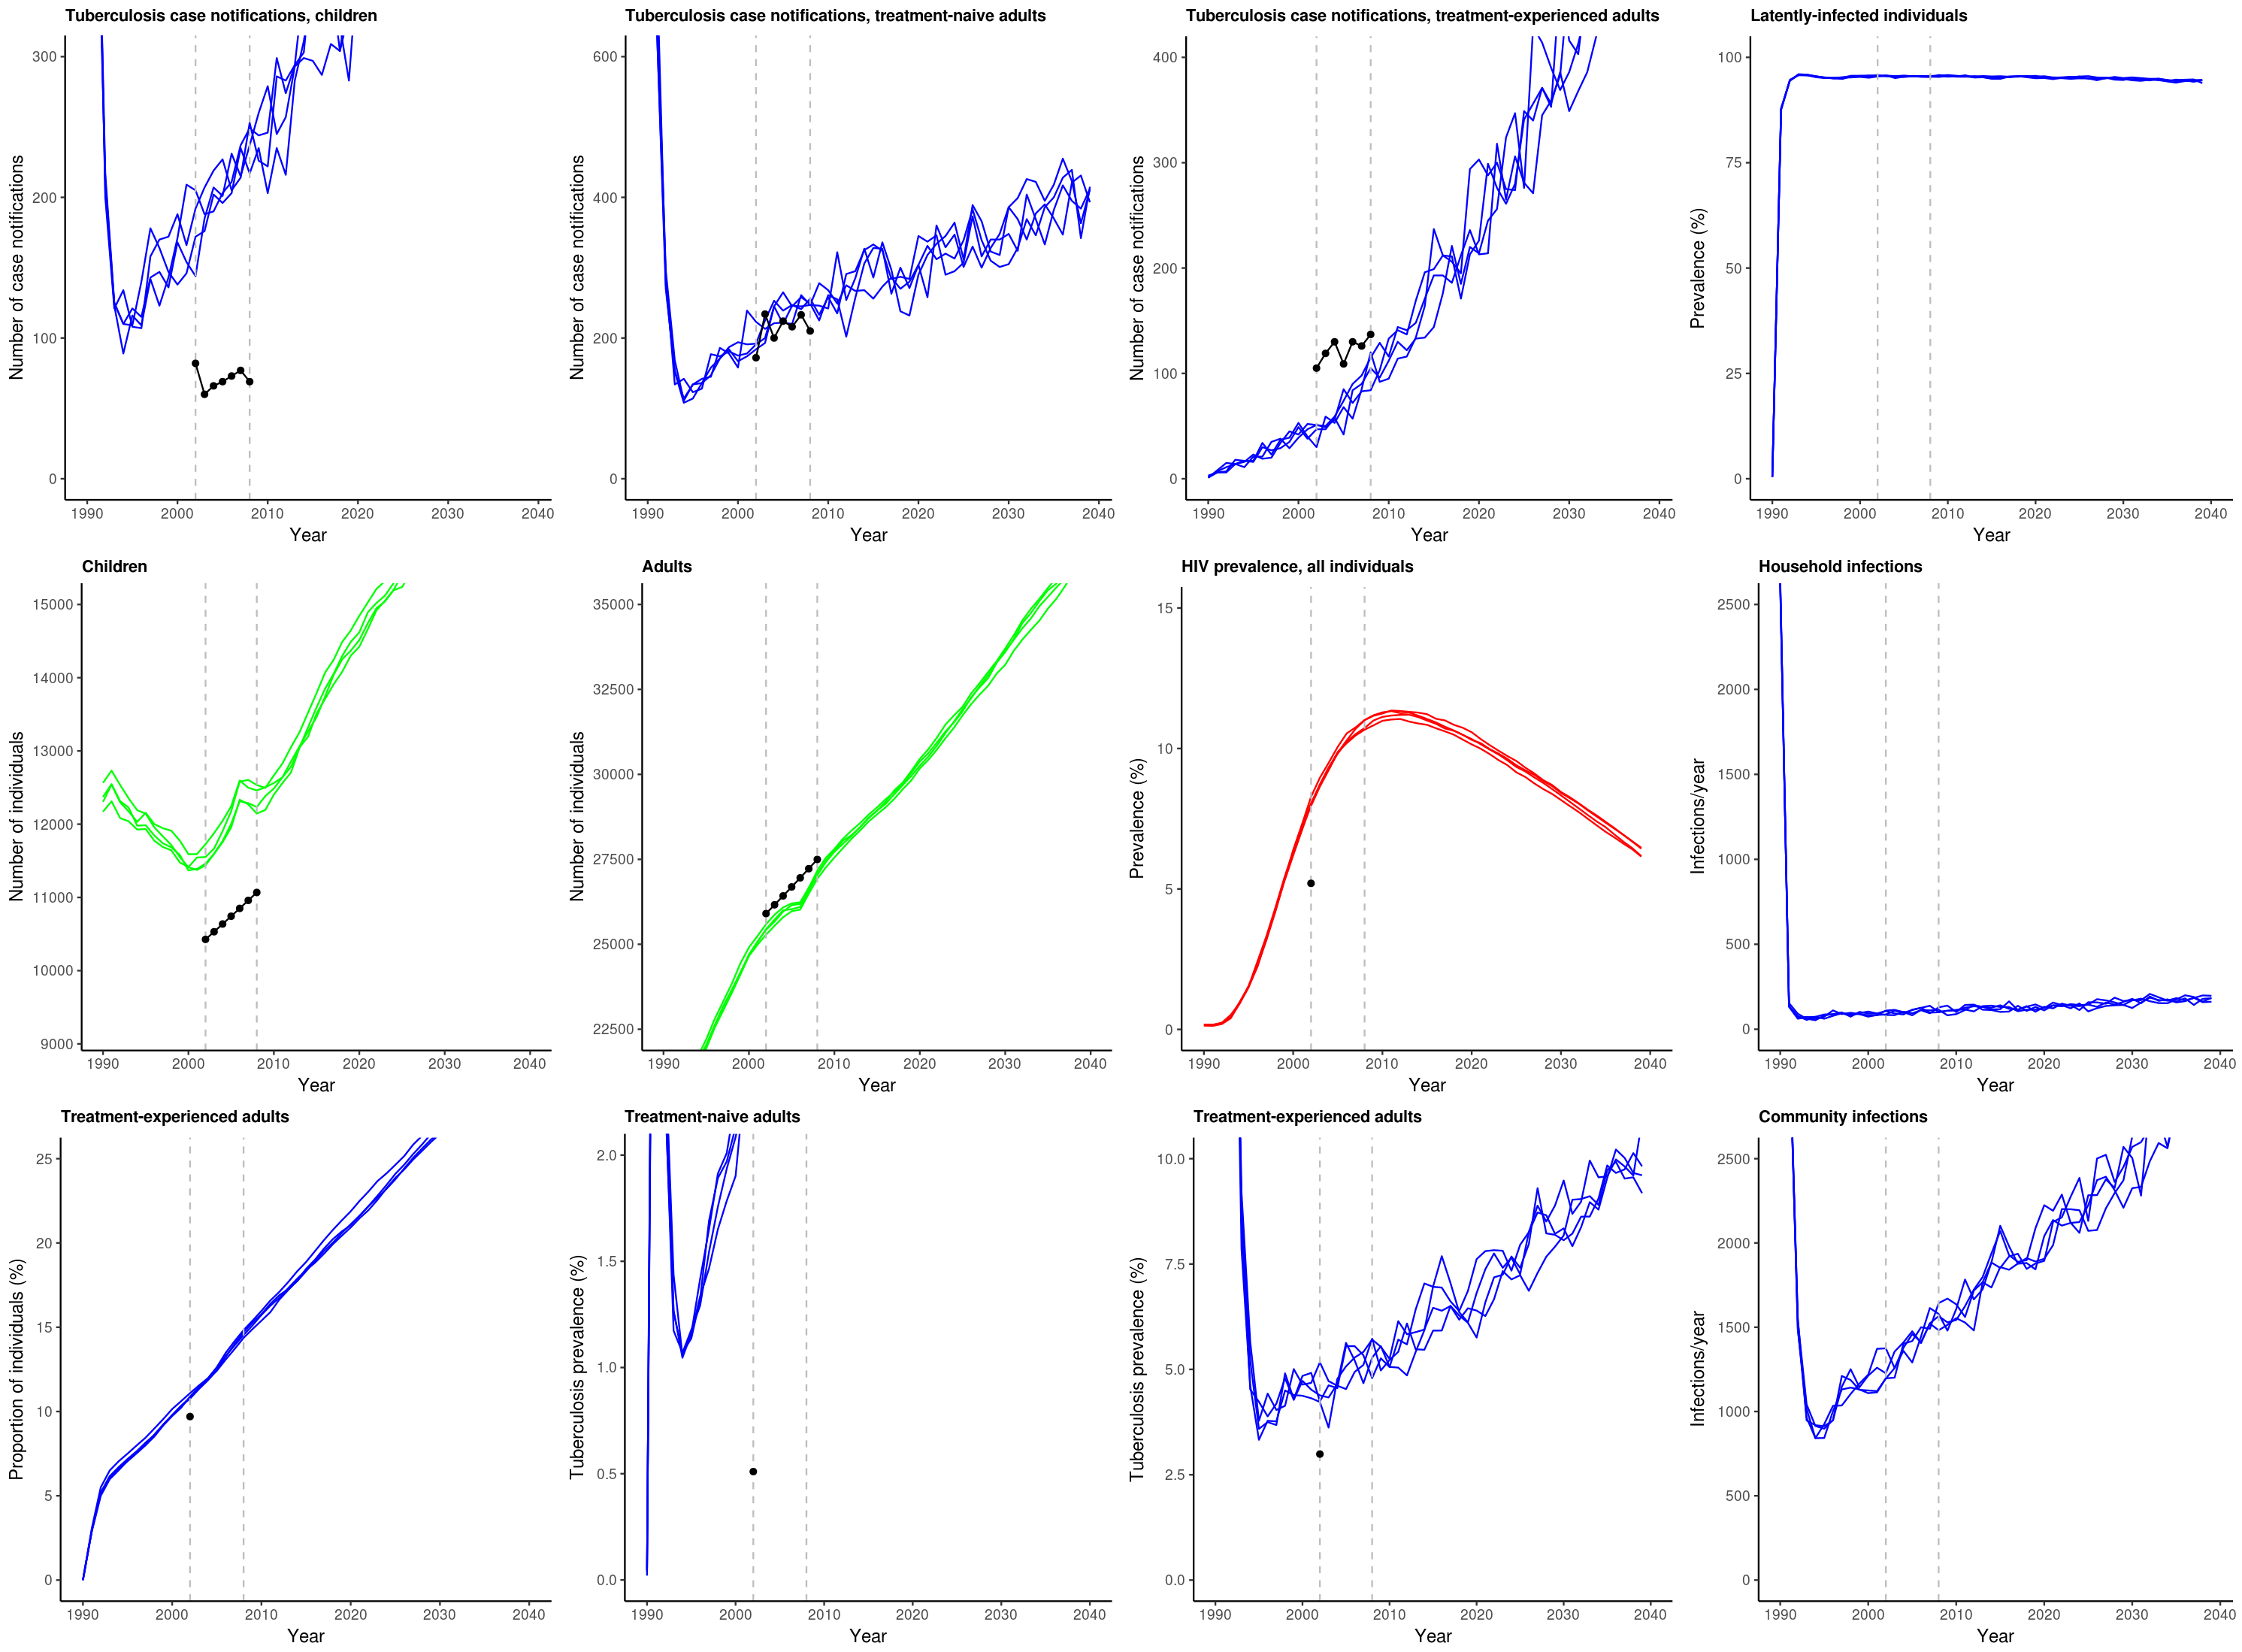 Tuberculosis case notifications, children
Number of case notifications
300
200
100
0
1990 2000 2010 2020 2030 2040
Year
Tuberculosis case notifications, treatment-naive adults
Number of case notifications
600
400
200
0
1990 2000 2010 2020 2030 2040
Year
Tuberculosis case notifications, treatment-experienced adults
Number of case notifications
400
300
200
100
0
1990 2000 2010 2020 2030 2040
Year
Latently-infected individuals
Prevalence (%)
100
75
50
25
0
1990 2000 2010 2020 2030 2040
Year
Children
Number of individuals
15000
14000
13000
12000
11000
10000
9000
1990 2000 2010 2020 2030 2040
Year
Adults
Number of individuals
35000
32500
30000
27500
25000
22500
1990 2000 2010 2020 2030 2040
Year
HIV prevalence, all individuals
Prevalence (%)
15
10
5
0
1990 2000 2010 2020 2030 2040
Year
Household infections
Infections/year
2500
2000
1500
1000
500
0
1990 2000 2010 2020 2030 2040
Year
Treatment-experienced adults
Proportion of individuals (%)
25
20
15
10
5
0
1990 2000 2010 2020 2030 2040
Year
Treatment-naive adults
Tuberculosis prevalence (%)
2.0
1.5
1.0
0.5
0.0
1990 2000 2010 2020 2030 2040
Year
Treatment-experienced adults
Tuberculosis prevalence (%)
10.0
7.5
5.0
2.5
0.0
1990 2000 2010 2020 2030 2040
Year
Community infections
Infections/year
2500
2000
1500
1000
500
0
1990 2000 2010 2020 2030 2040
Year